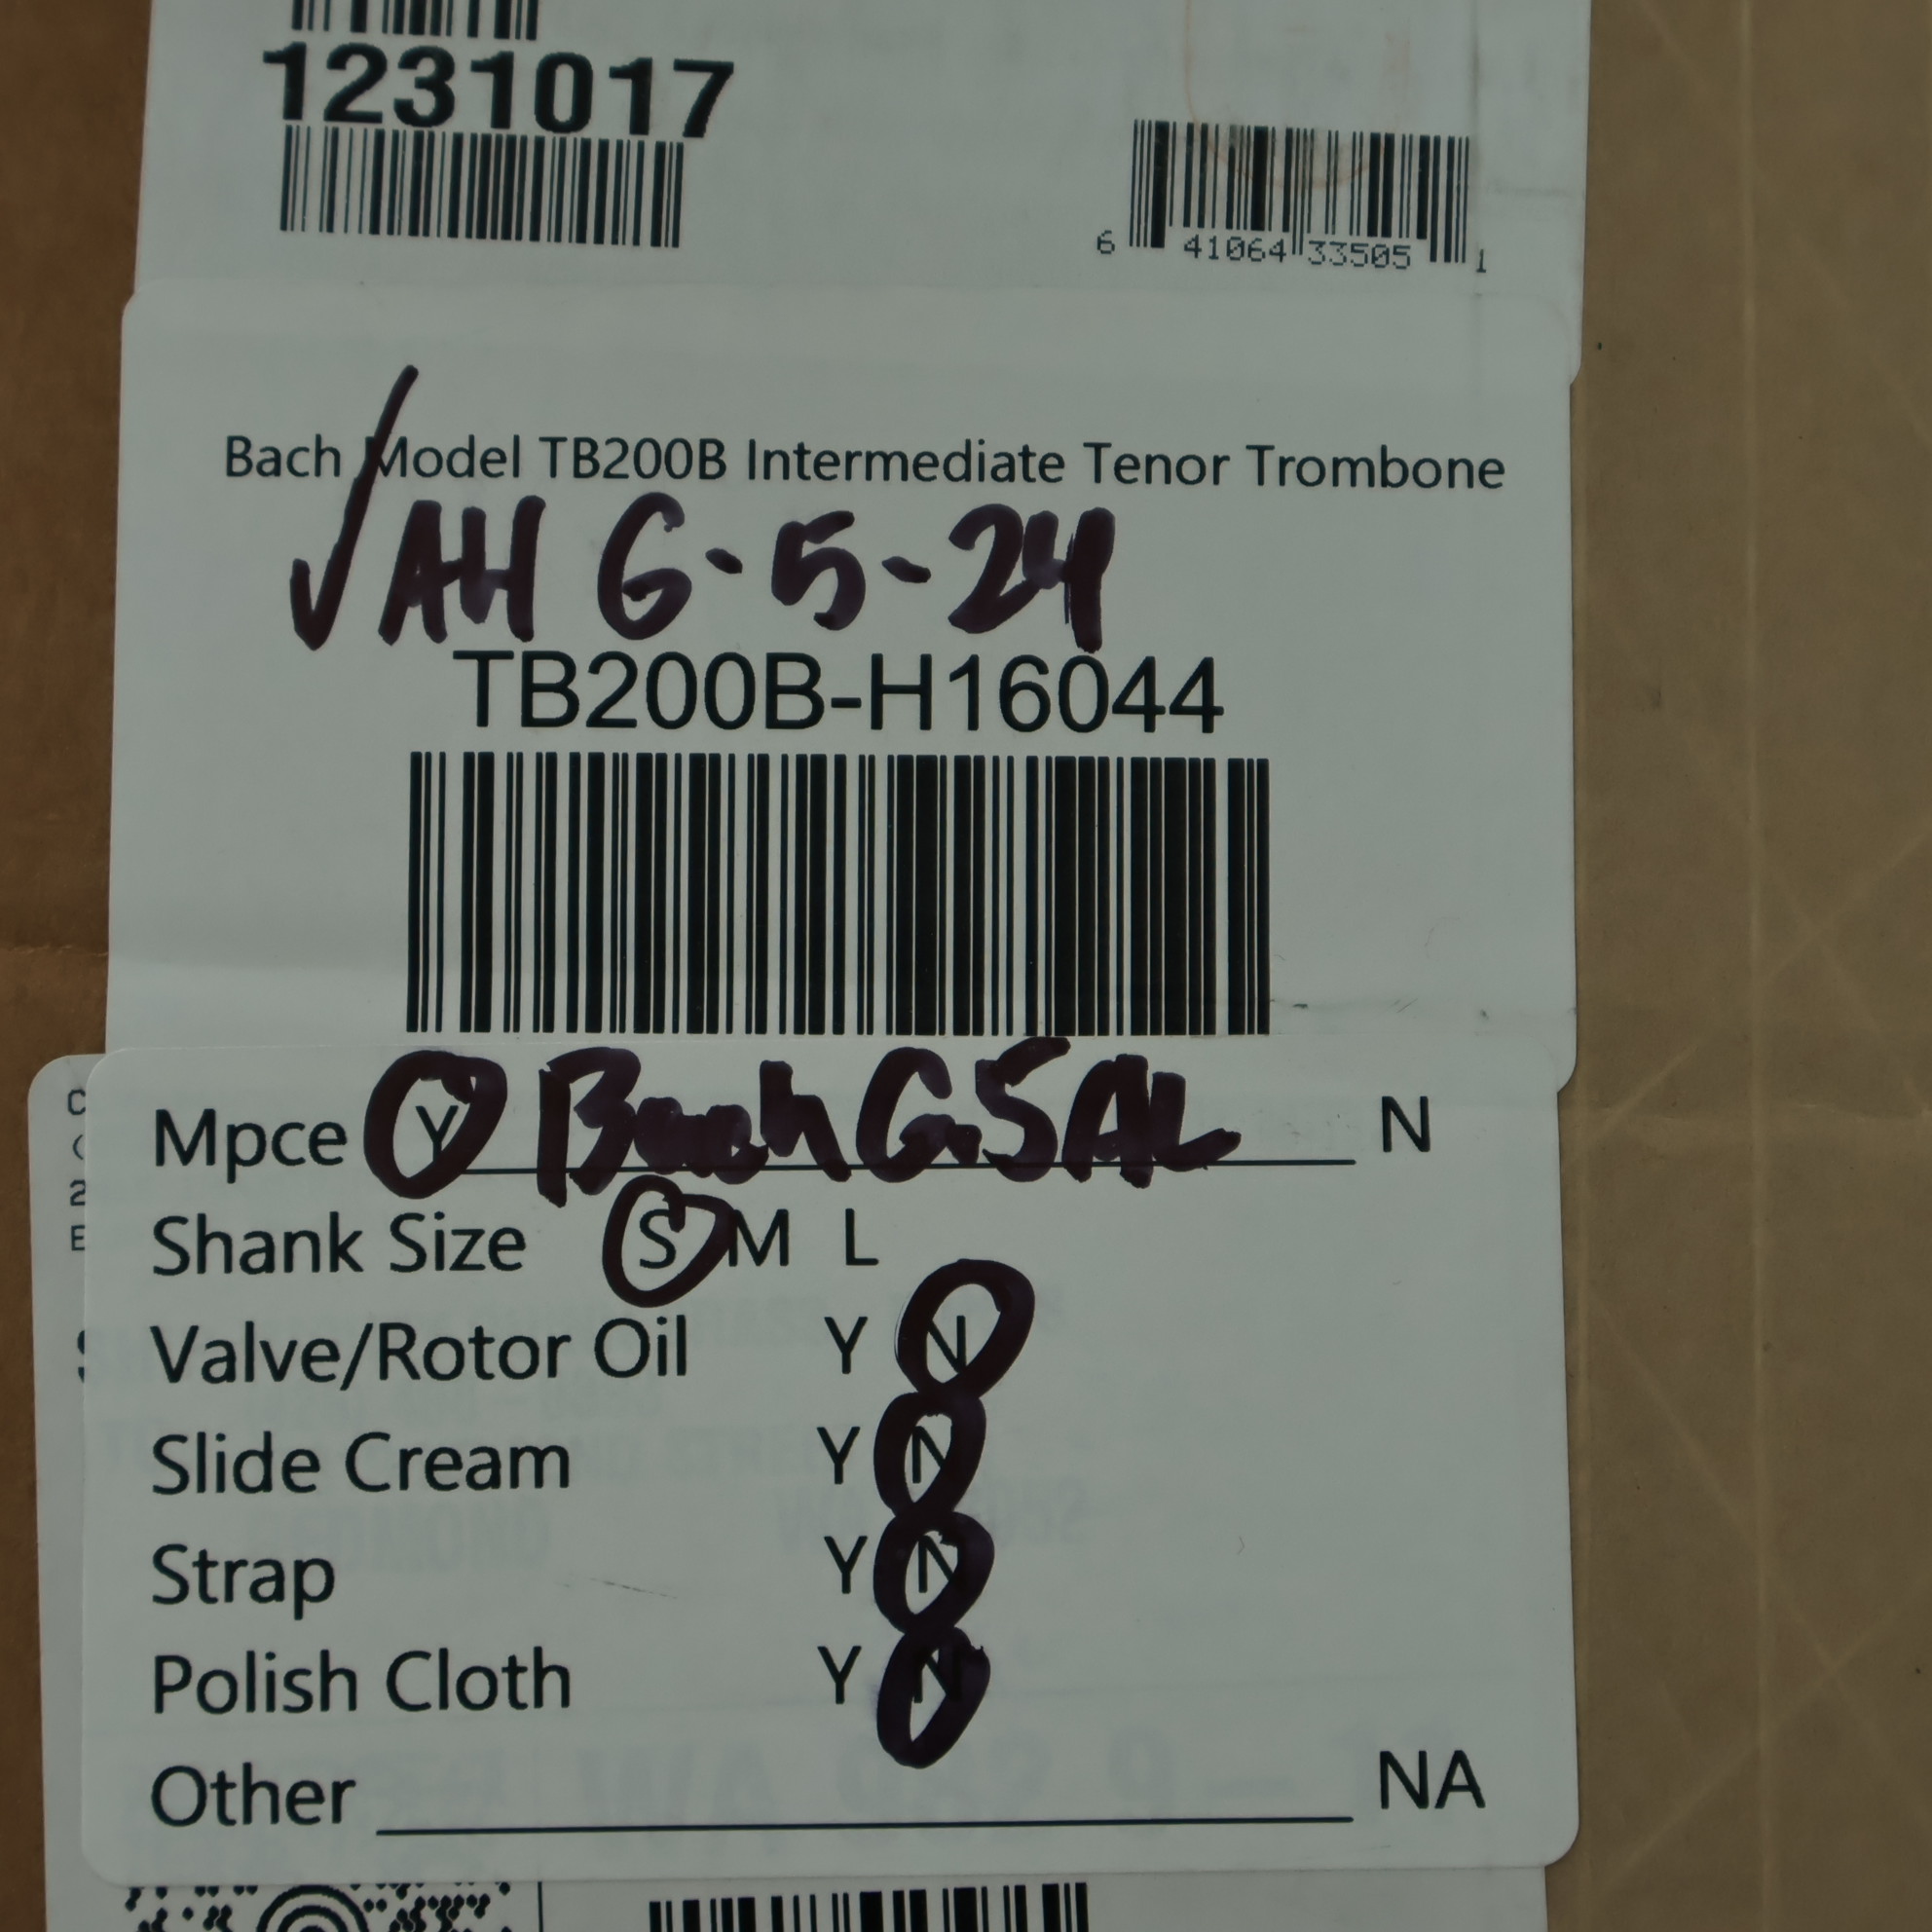 1231017
6 41064 33505 1
Bach Model TB200B Intermediate Tenor Trombone
✓ AH 6-5-24
TB200B-H16044
Mpce Y Bach 6.5AL N
Shank Size S M L
Valve/Rotor Oil Y N
Slide Cream Y N
Strap Y N
Polish Cloth Y N
Other NA